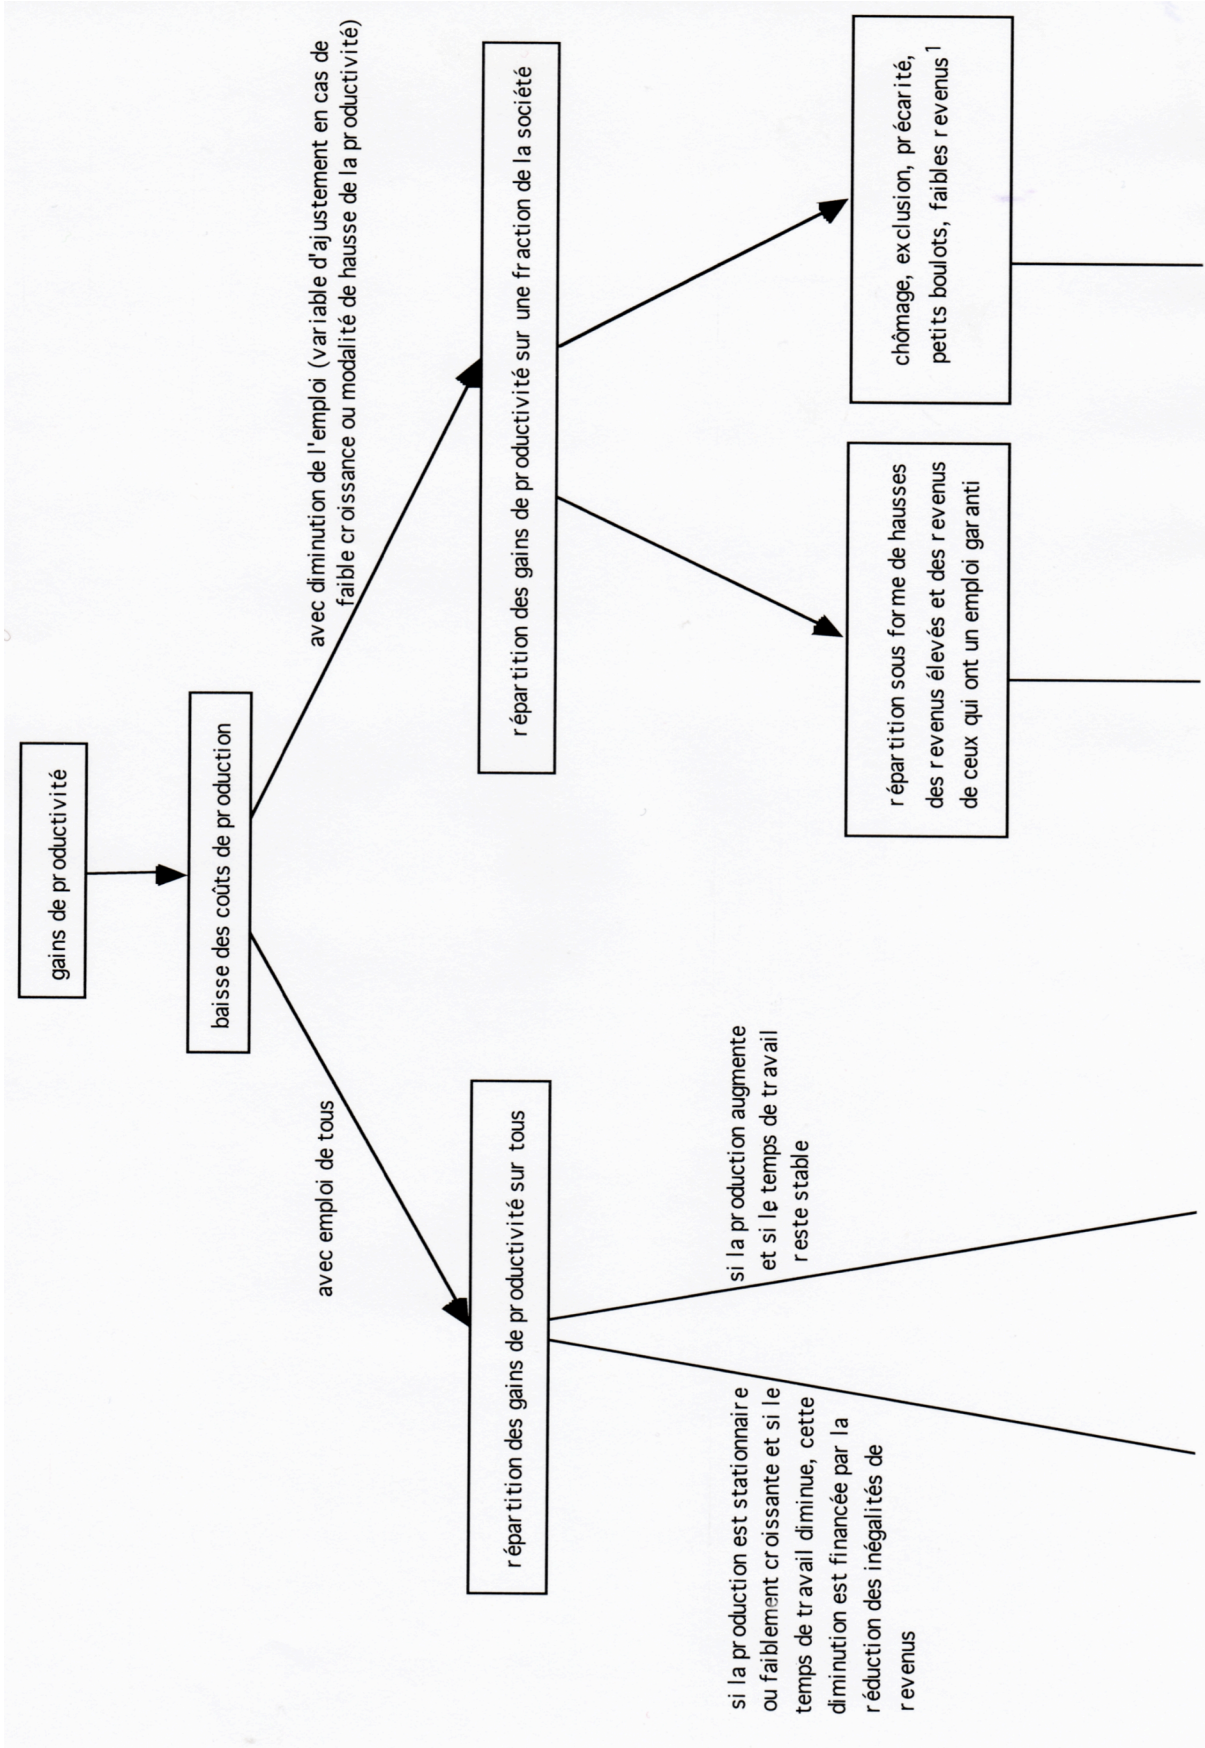 gains de productivité
baisse des coûts de production
avec emploi de tous
avec diminution de l'emploi (variable d'ajustement en cas de
faible croissance ou modalité de hausse de la productivité)
répartition des gains de productivité sur tous
répartition des gains de productivité sur une fraction de la société
si la production est stationnaire
ou faiblement croissante et si le
temps de travail diminue, cette
diminution est financée par la
réduction des inégalités de
revenus
si la production augmente
et si le temps de travail
reste stable
répartition sous forme de hausses
des revenus élevés et des revenus
de ceux qui ont un emploi garanti
chômage, exclusion, précarité,
petits boulots, faibles revenus1